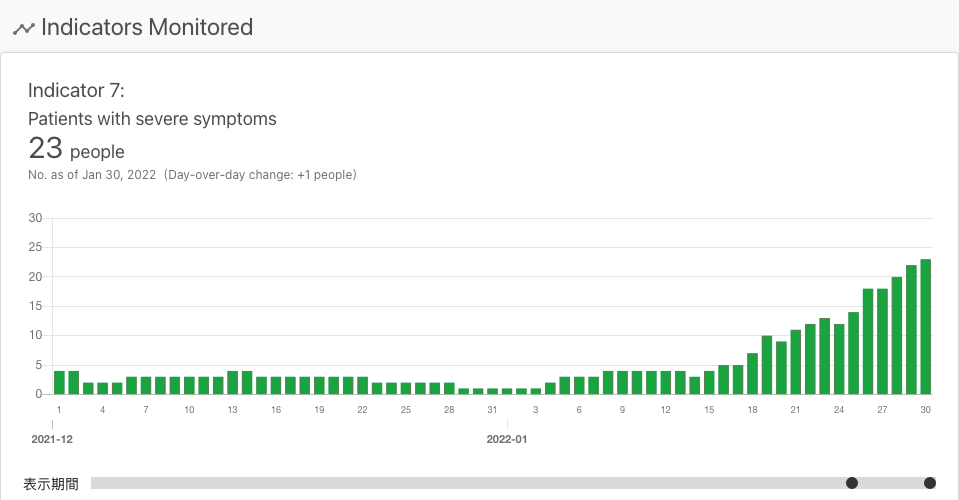 Indicators Monitored
Indicator 7:
Patients with severe symptoms
23 people
No. as of Jan 30, 2022 (Day-over-day change: +1 people)
30
25
20
15
10
5
0
1 4 7 10 13 16 19 22 25 28 31 3 6 9 12 15 18 21 24 27 30
2021-12 2022-01
表示期間